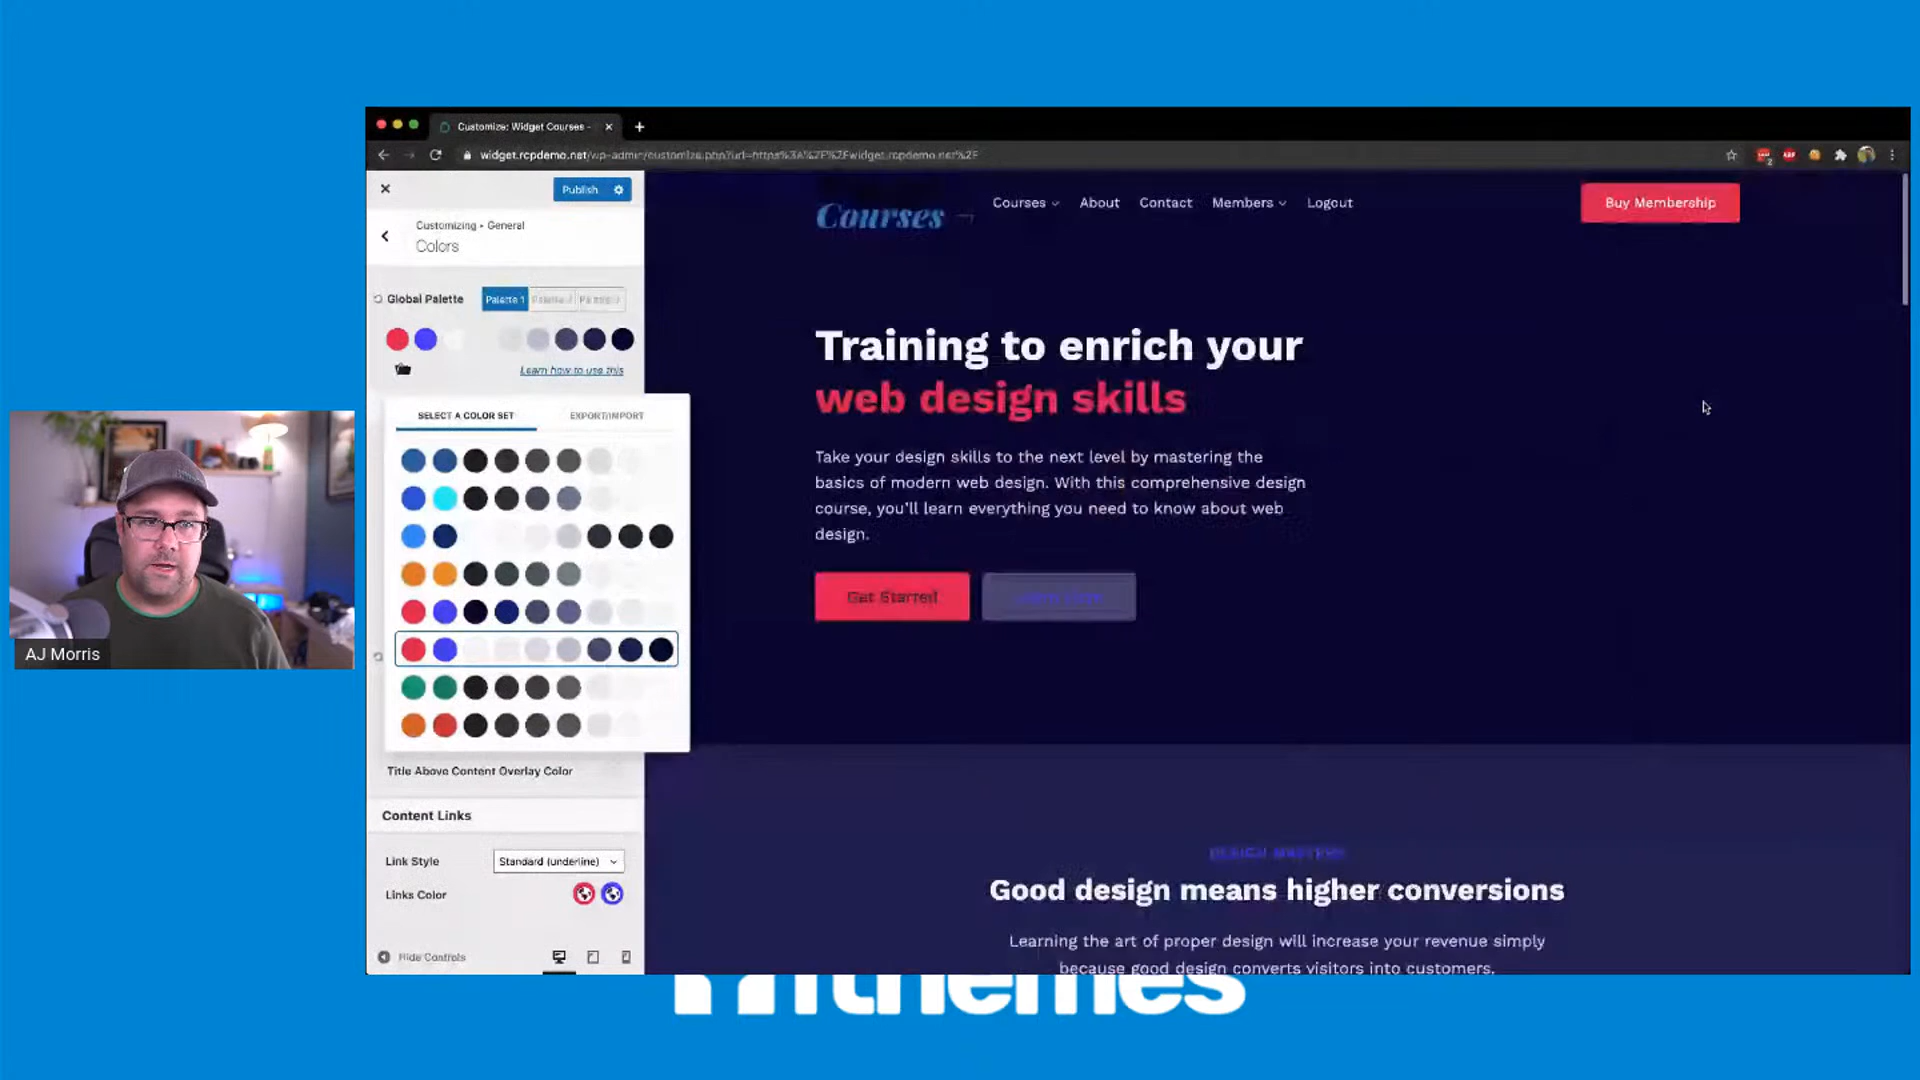 Customize: Widget Courses -
widget.rcpdemo.net/wp-admin/customize.php?url=https%3A%2F%2Fwidget.rcpdemo.net%2F
Publish
Customizing • General
Colors
Global Palette
Palette 1
Learn how to use this
SELECT A COLOR SET
EXPORT/IMPORT
Title Above Content Overlay Color
Content Links
Link Style
Standard (underline)
Links Color
Hide Controls
Courses
Courses
About
Contact
Members
Logout
Buy Membership
Training to enrich your
web design skills
Take your design skills to the next level by mastering the
basics of modern web design. With this comprehensive design
course, you'll learn everything you need to know about web
design.
Get Started
Learn More
Good design means higher conversions
Learning the art of proper design will increase your revenue simply
because good design converts visitors into customers.
AJ Morris